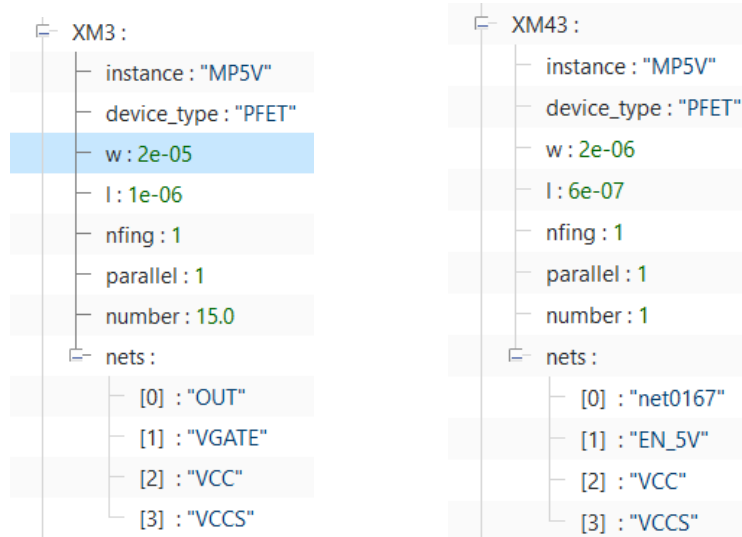 XM3 :
instance : "MP5V"
device_type : "PFET"
w : 2e-05
l : 1e-06
nfing : 1
parallel : 1
number : 15.0
nets :
[0] : "OUT"
[1] : "VGATE"
[2] : "VCC"
[3] : "VCCS"
XM43 :
instance : "MP5V"
device_type : "PFET"
w : 2e-06
l : 6e-07
nfing : 1
parallel : 1
number : 1
nets :
[0] : "net0167"
[1] : "EN_5V"
[2] : "VCC"
[3] : "VCCS"